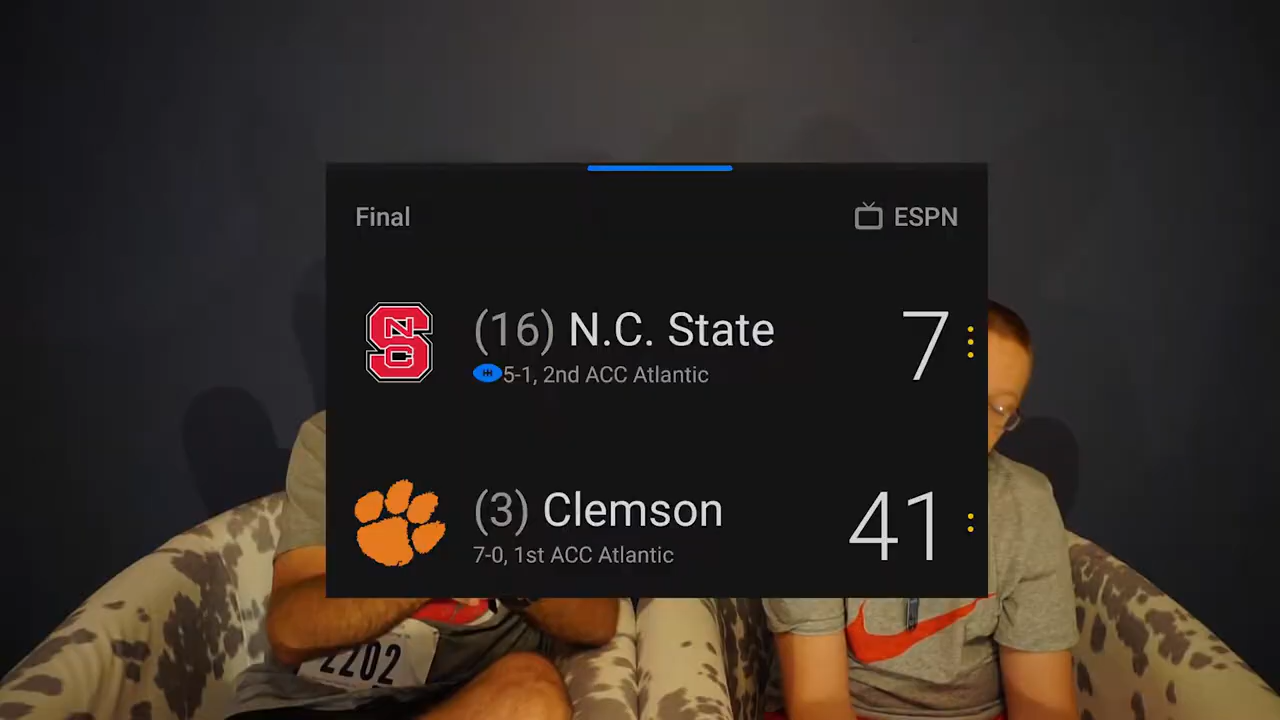 Final
ESPN
(16) N.C. State
7
5-1, 2nd ACC Atlantic
(3) Clemson
41
7-0, 1st ACC Atlantic
2202